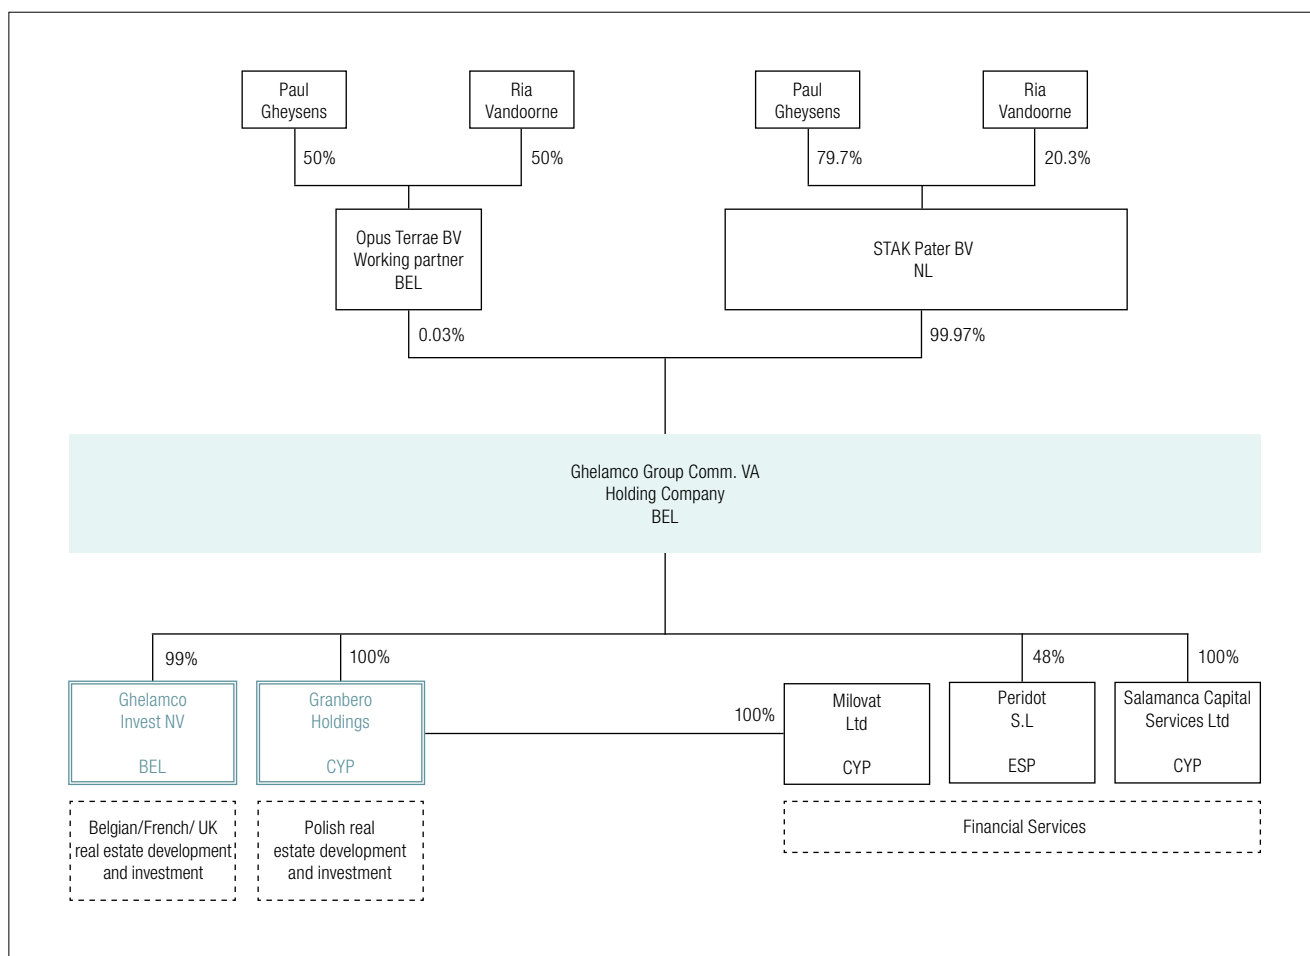 Paul
Gheysens
Ria
Vandoorne
Paul
Gheysens
Ria
Vandoorne
50%
50%
79.7%
20.3%
Opus Terrae BV
Working partner
BEL
STAK Pater BV
NL
0.03%
99.97%
Ghelamco Group Comm. VA
Holding Company
BEL
99%
100%
48%
100%
Ghelamco
Invest NV
BEL
Granbero
Holdings
CYP
100%
Milovat
Ltd
CYP
Peridot
S.L
ESP
Salamanca Capital
Services Ltd
CYP
Belgian/French/ UK
real estate development
and investment
Polish real
estate development
and investment
Financial Services